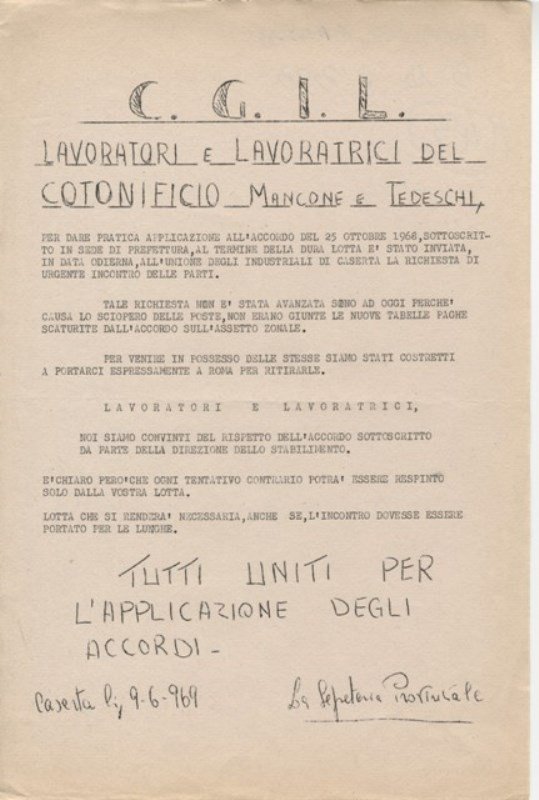 C. G. I. L.
LAVORATORI E LAVORATRICI DEL
COTONIFICIO MANCONE E TEDESCHI,
PER DARE PRATICA APPLICAZIONE ALL'ACCORDO DEL 25 OTTOBRE 1968,SOTTOSCRIT-
TO IN SEDE DI PREFETTURA,AL TERMINE DELLA DURA LOTTA E' STATO INVIATA,
IN DATA ODIERNA,ALL'UNIONE DEGLI INDUSTRIALI DI CASERTA LA RICHIESTA DI
URGENTE INCONTRO DELLE PARTI.
TALE RICHIESTA NON E' STATA AVANZATA SINO AD OGGI PERCHE'
CAUSA LO SCIOPERO DELLE POSTE,NON ERANO GIUNTE LE NUOVE TABELLE PAGHE
SCATURITE DALL'ACCORDO SULL'ASSETTO ZONALE.
PER VENIRE IN POSSESSO DELLE STESSE SIAMO STATI COSTRETTI
A PORTARCI ESPRESSAMENTE A ROMA PER RITIRARLE.
LAVORATORI E LAVORATRICI,
NOI SIAMO CONVINTI DEL RISPETTO DELL'ACCORDO SOTTOSCRITTO
DA PARTE DELLA DIREZIONE DELLO STABILIMENTO.
E'CHIARO PERO'CHE OGNI TENTATIVO CONTRARIO POTRA' ESSERE RESPINTO
SOLO DALLA VOSTRA LOTTA.
LOTTA CHE SI RENDERA' NECESSARIA,ANCHE SE,L'INCONTRO DOVESSE ESSERE
PORTATO PER LE LUNGHE.
TUTTI UNITI PER
L'APPLICAZIONE DEGLI
ACCORDI-
Caserta lì, 9-6-969
La Segreteria Provinciale